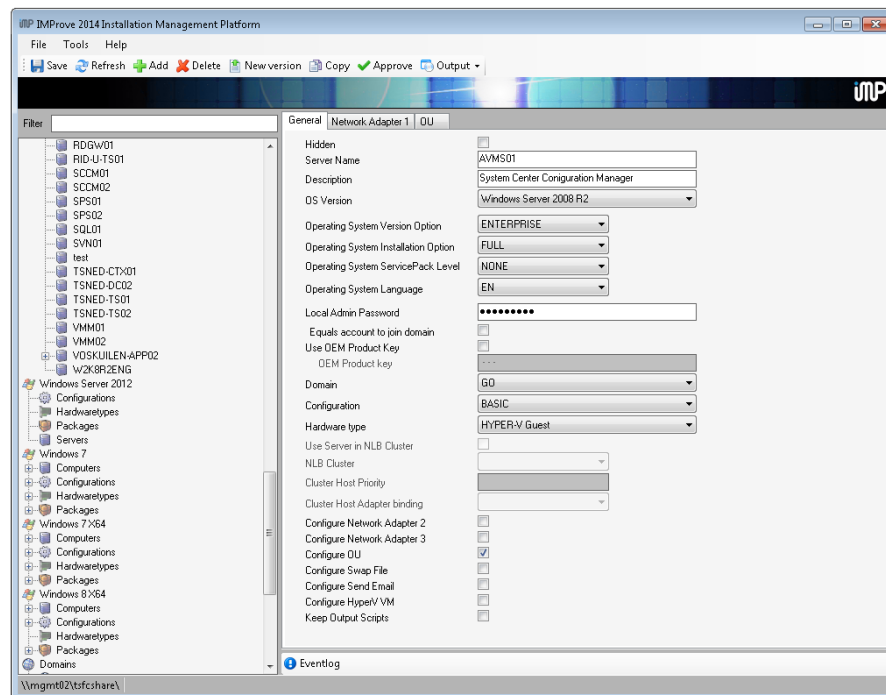 iMP IMProve 2014 Installation Management Platform
File Tools Help
Save Refresh Add Delete New version Copy Approve Output
iMP
Filter
General Network Adapter 1 OU
RDGW01
RID-U-TS01
SCCM01
SCCM02
SPS01
SPS02
SQL01
SVN01
test
TSNED-CTX01
TSNED-DC02
TSNED-TS01
TSNED-TS02
VMM01
VMM02
VOSKUILEN-APP02
W2K8R2ENG
Windows Server 2012
Configurations
Hardwaretypes
Packages
Servers
Windows 7
Computers
Configurations
Hardwaretypes
Packages
Windows 7 X64
Computers
Configurations
Hardwaretypes
Packages
Windows 8 X64
Computers
Configurations
Hardwaretypes
Packages
Domains
Hidden
Server Name AVMS01
Description System Center Coniguration Manager
OS Version Windows Server 2008 R2
Operating System Version Option ENTERPRISE
Operating System Installation Option FULL
Operating System ServicePack Level NONE
Operating System Language EN
Local Admin Password •••••••••
Equals account to join domain
Use OEM Product Key
OEM Product key - - -
Domain GO
Configuration BASIC
Hardware type HYPER-V Guest
Use Server in NLB Cluster
NLB Cluster
Cluster Host Priority
Cluster Host Adapter binding
Configure Network Adapter 2
Configure Network Adapter 3
Configure OU
Configure Swap File
Configure Send Email
Configure HyperV VM
Keep Output Scripts
Eventlog
\\mgmt02\tsfcshare\